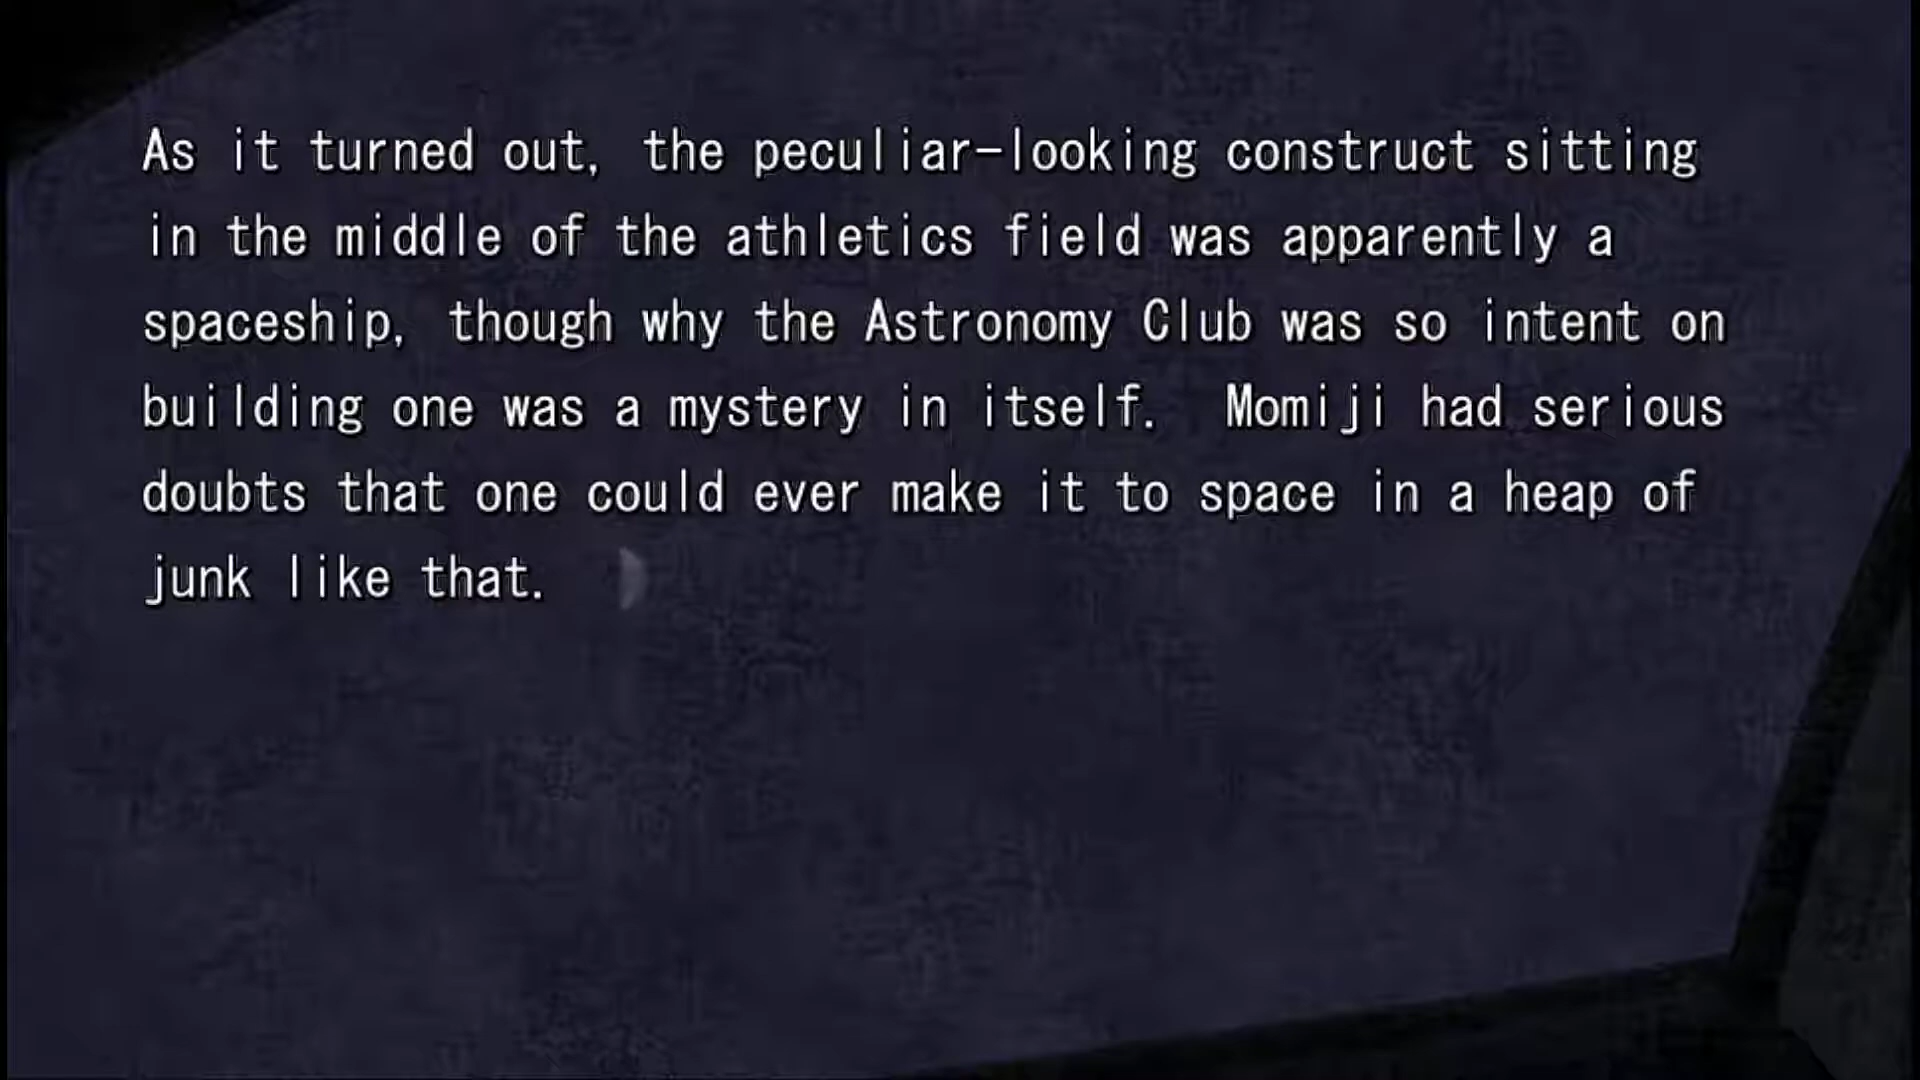 As it turned out, the peculiar-looking construct sitting
in the middle of the athletics field was apparently a
spaceship, though why the Astronomy Club was so intent on
building one was a mystery in itself.  Momiji had serious
doubts that one could ever make it to space in a heap of
junk like that.